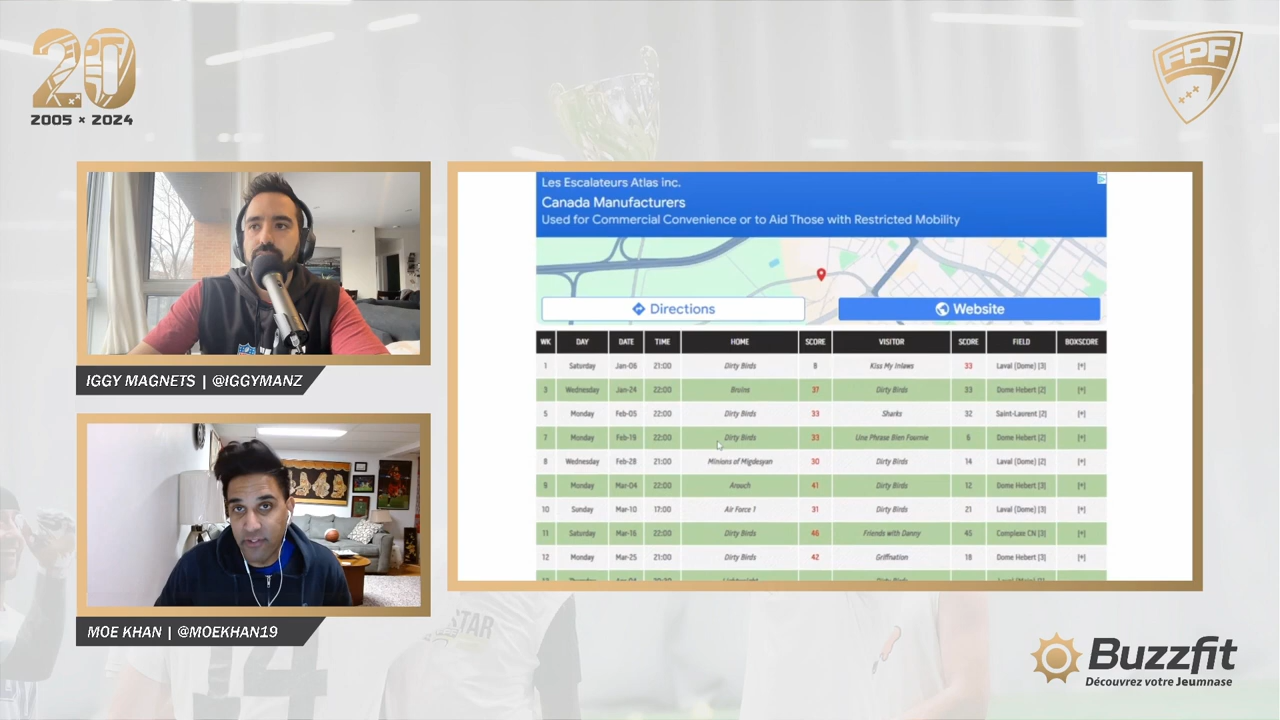 20
2005 × 2024
FPF
IGGY MAGNETS | @IGGYMANZ
MOE KHAN | @MOEKHAN19
Les Escalateurs Atlas inc.
Canada Manufacturers
Used for Commercial Convenience or to Aid Those with Restricted Mobility
Directions
Website
WK DAY DATE TIME HOME SCORE VISITOR SCORE FIELD BOXSCORE
1 Saturday Jan-06 21:00 Dirty Birds 8 Kiss My Inlaws 33 Laval (Dome) [3] [+]
3 Wednesday Jan-24 22:00 Bruins 37 Dirty Birds 33 Dome Hebert [2] [+]
5 Monday Feb-05 22:00 Dirty Birds 33 Sharks 32 Saint-Laurent [2] [+]
7 Monday Feb-19 22:00 Dirty Birds 33 Une Phrase Bien Fournie 6 Dome Hebert [2] [+]
8 Wednesday Feb-28 21:00 Minions of Migdesyan 30 Dirty Birds 14 Laval (Dome) [2] [+]
9 Monday Mar-04 22:00 Arouch 41 Dirty Birds 12 Dome Hebert [3] [+]
10 Sunday Mar-10 17:00 Air Force 1 31 Dirty Birds 21 Laval (Dome) [3] [+]
11 Saturday Mar-16 22:00 Dirty Birds 46 Friends with Danny 45 Complexe CN [3] [+]
12 Monday Mar-25 21:00 Dirty Birds 42 Griffnation 18 Dome Hebert [3] [+]
STAR
14
Buzzfit
Découvrez votre Jeumnase